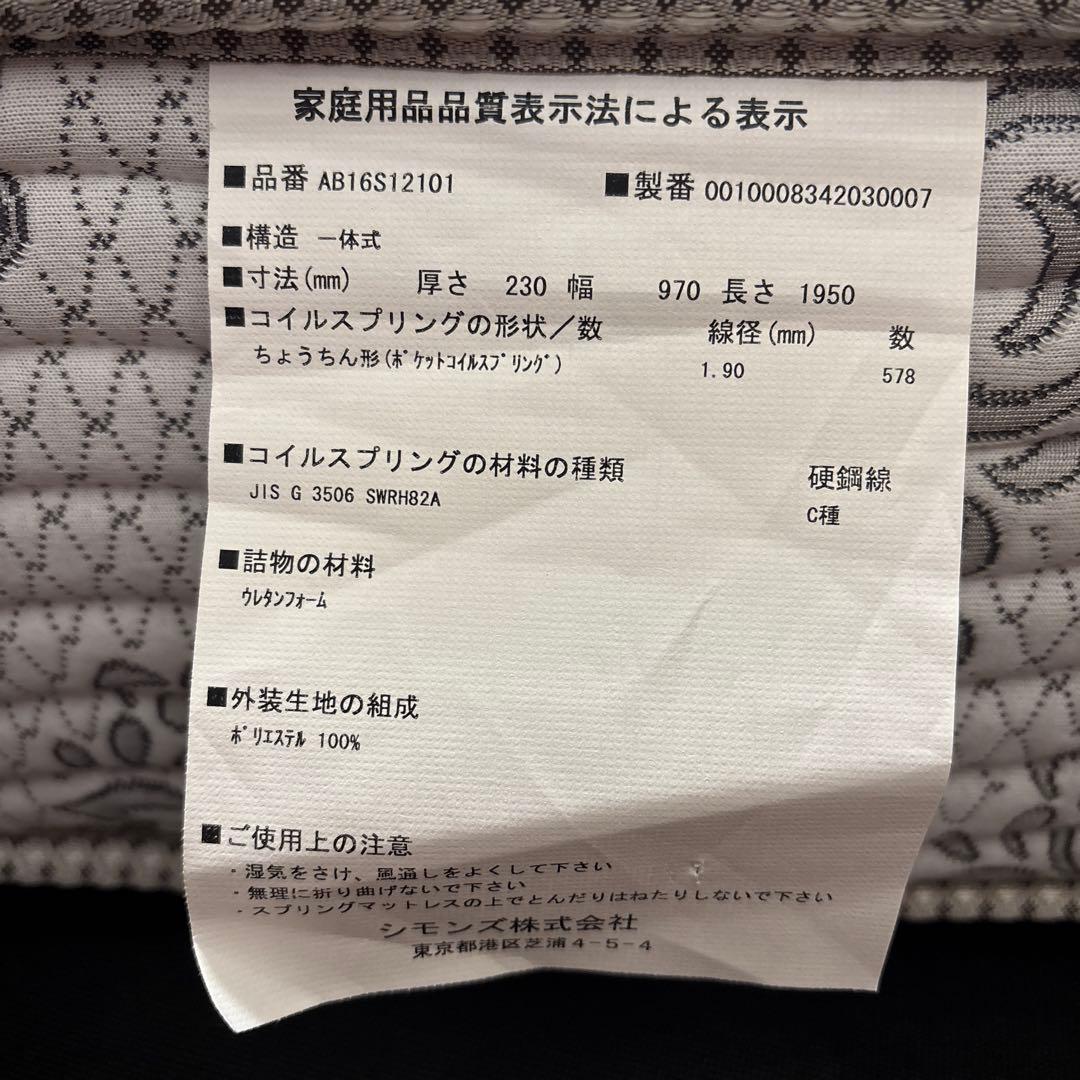 家庭用品品質表示法による表示
■品番 AB16S12101 ■製番 0010008342030007
■構造 一体式
■寸法(mm) 厚さ 230 幅 970 長さ 1950
■コイルスプリングの形状／数 線径(mm) 数
ちょうちん形(ﾎﾟｹｯﾄｺｲﾙｽﾌﾟﾘﾝｸﾞ) 1.90 578
■コイルスプリングの材料の種類 硬鋼線
JIS G 3506 SWRH82A C種
■詰物の材料
ｳﾚﾀﾝﾌｫｰﾑ
■外装生地の組成
ﾎﾟﾘｴｽﾃﾙ 100%
■ご使用上の注意
・湿気をさけ、風通しをよくして下さい
・無理に折り曲げないで下さい
・スプリングマットレスの上でとんだりはねたりしないで下さい
シモンズ株式会社
東京都港区芝浦4-5-4